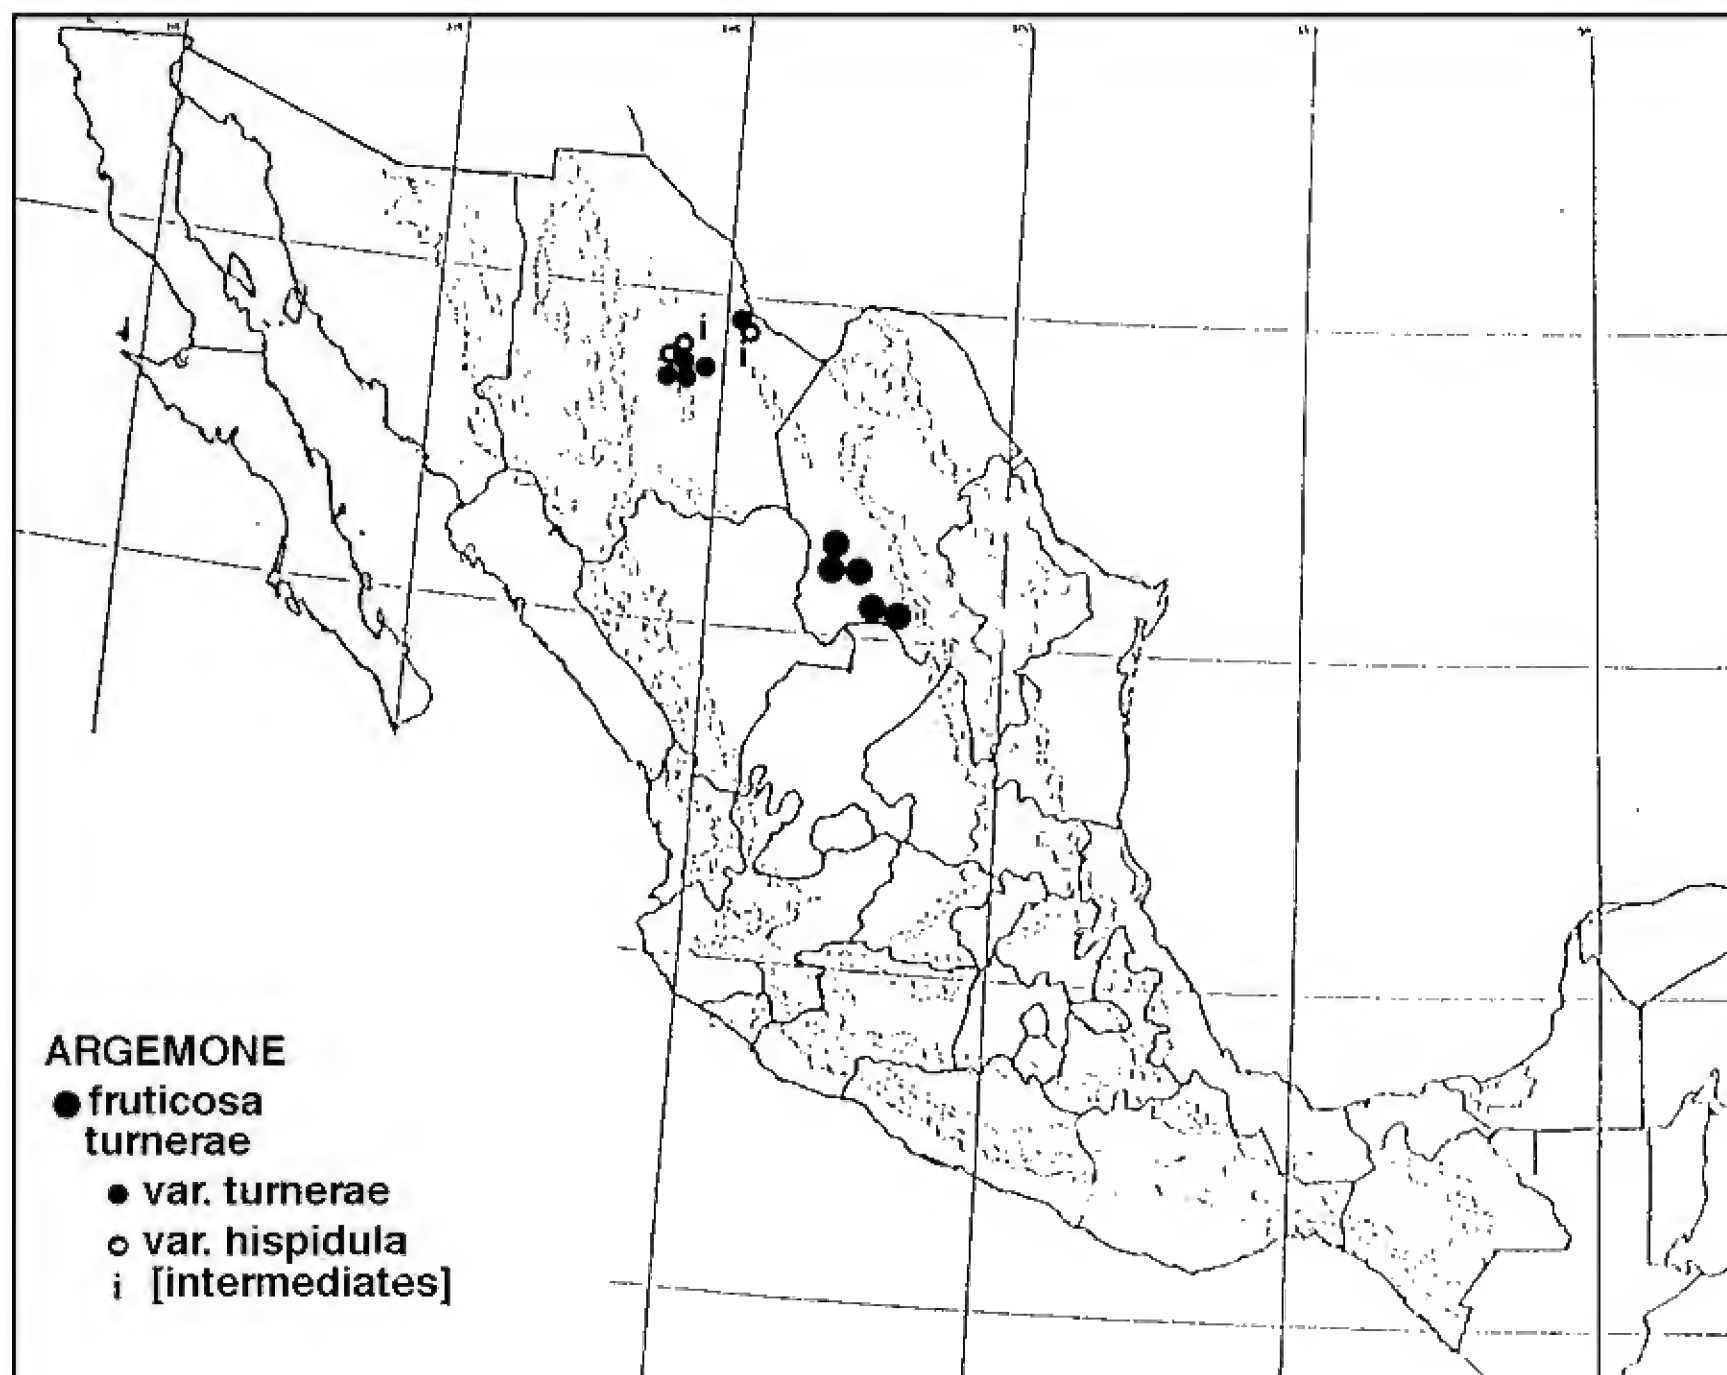 i
i
ARGEMONE
fruticosa
turnerae
var. turnerae
var. hispidula
i [intermediates]